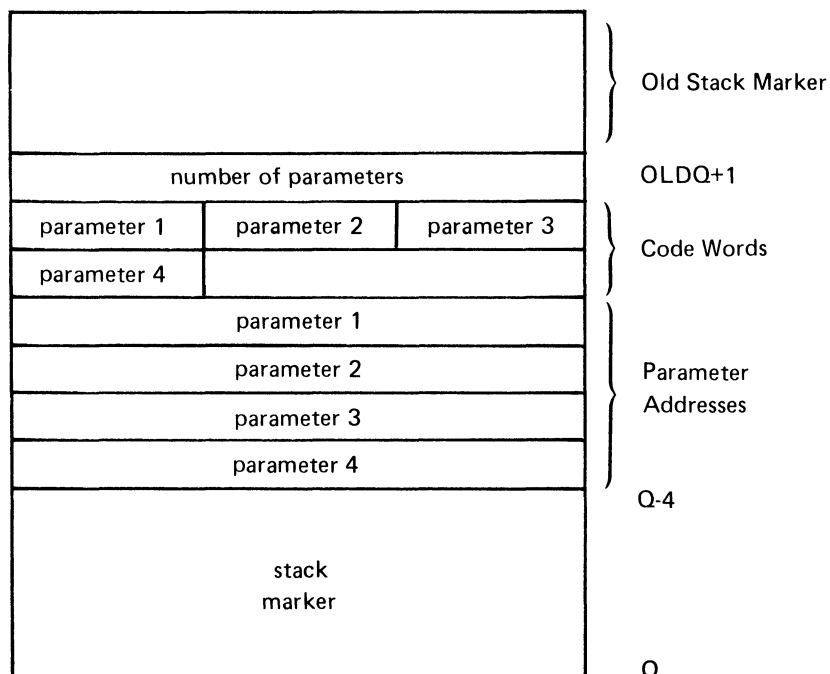 Old Stack Marker
number of parameters
OLDQ+1
parameter 1 parameter 2 parameter 3
Code Words
parameter 4
parameter 1
parameter 2
Parameter
Addresses
parameter 3
parameter 4
Q-4
stack
marker
Q